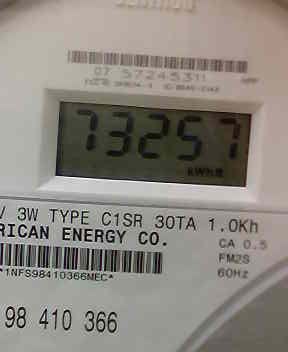 07 57245311
73257
kWh
V 3W TYPE C1SR 30TA 1.0Kh
RICAN ENERGY CO.
CA 0.5
FM2S
*1NFS98410366MEC*
60Hz
98 410 366